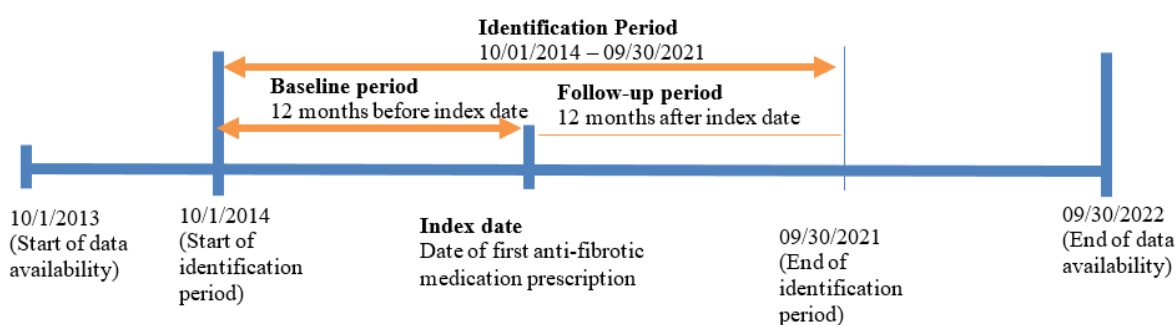 Identification Period
10/01/2014 – 09/30/2021
Baseline period
12 months before index date
Follow-up period
12 months after index date
10/1/2013
(Start of data
availability)
10/1/2014
(Start of
identification
period)
Index date
Date of first anti-fibrotic
medication prescription
09/30/2021
(End of
identification
period)
09/30/2022
(End of data
availability)